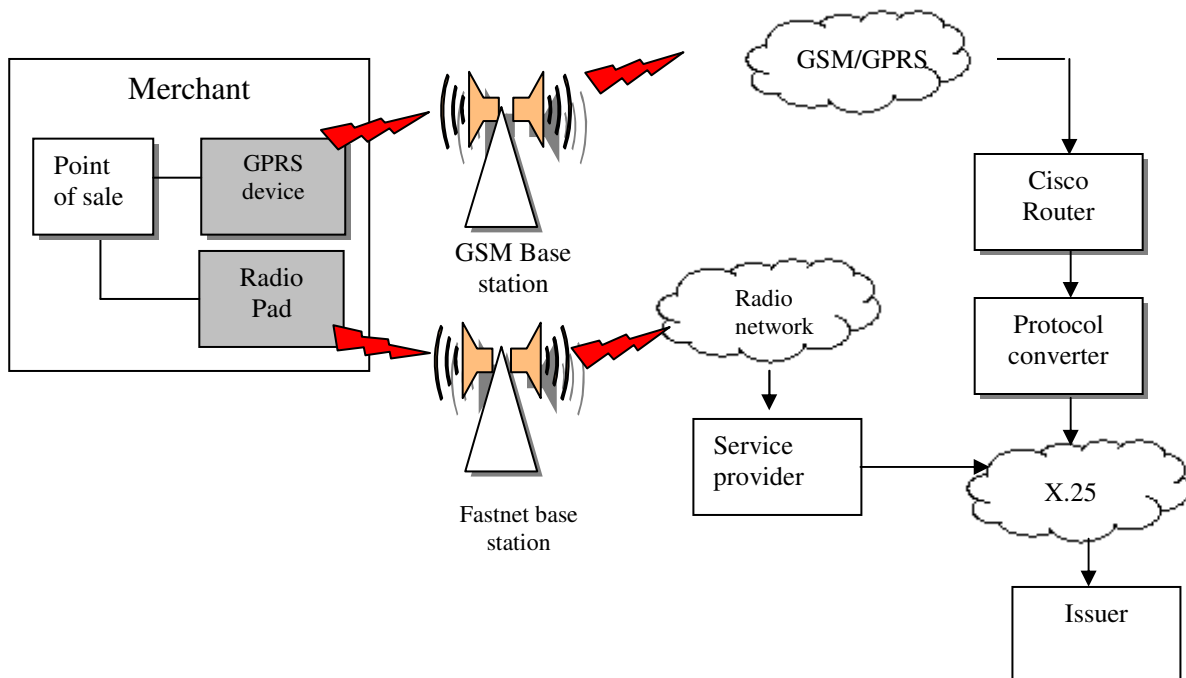 Merchant
Point
of sale
GPRS
device
Radio
Pad
GSM Base
station
Fastnet base
station
GSM/GPRS
Radio
network
Service
provider
Cisco
Router
Protocol
converter
X.25
Issuer